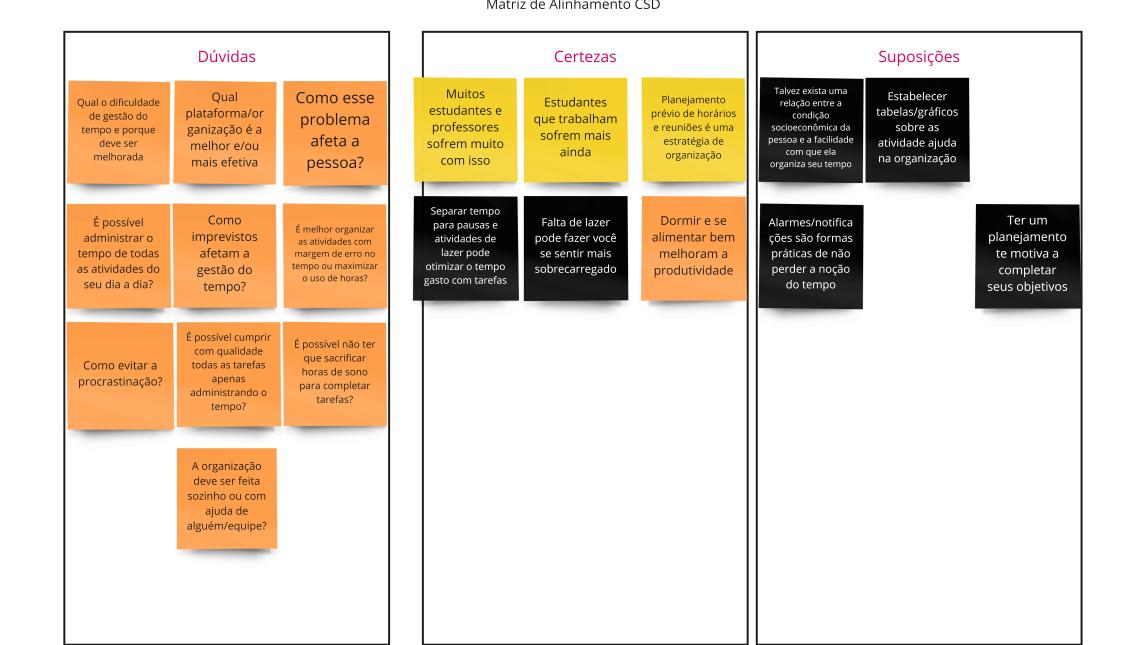 Matriz de Alinhamento CSD
Dúvidas
Qual o dificuldade
de gestão do
tempo e porque
deve ser
melhorada
Qual
plataforma/or
ganização é a
melhor e/ou
mais efetiva
Como esse
problema
afeta a
pessoa?
É possível
administrar o
tempo de todas
as atividades do
seu dia a dia?
Como
imprevistos
afetam a
gestão do
tempo?
É melhor organizar
as atividades com
margem de erro no
tempo ou maximizar
o uso de horas?
Como evitar a
procrastinação?
É possível cumprir
com qualidade
todas as tarefas
apenas
administrando o
tempo?
É possível não ter
que sacrificar
horas de sono
para completar
tarefas?
A organização
deve ser feita
sozinho ou com
ajuda de
alguém/equipe?
Certezas
Muitos
estudantes e
professores
sofrem muito
com isso
Estudantes
que trabalham
sofrem mais
ainda
Planejamento
prévio de horários
e reuniões é uma
estratégia de
organização
Separar tempo
para pausas e
atividades de
lazer pode
otimizar o tempo
gasto com tarefas
Falta de lazer
pode fazer você
se sentir mais
sobrecarregado
Dormir e se
alimentar bem
melhoram a
produtividade
Suposições
Talvez exista uma
relação entre a
condição
socioeconômica da
pessoa e a facilidade
com que ela
organiza seu tempo
Estabelecer
tabelas/gráficos
sobre as
atividade ajuda
na organização
Alarmes/notifica
ções são formas
práticas de não
perder a noção
do tempo
Ter um
planejamento
te motiva a
completar
seus objetivos